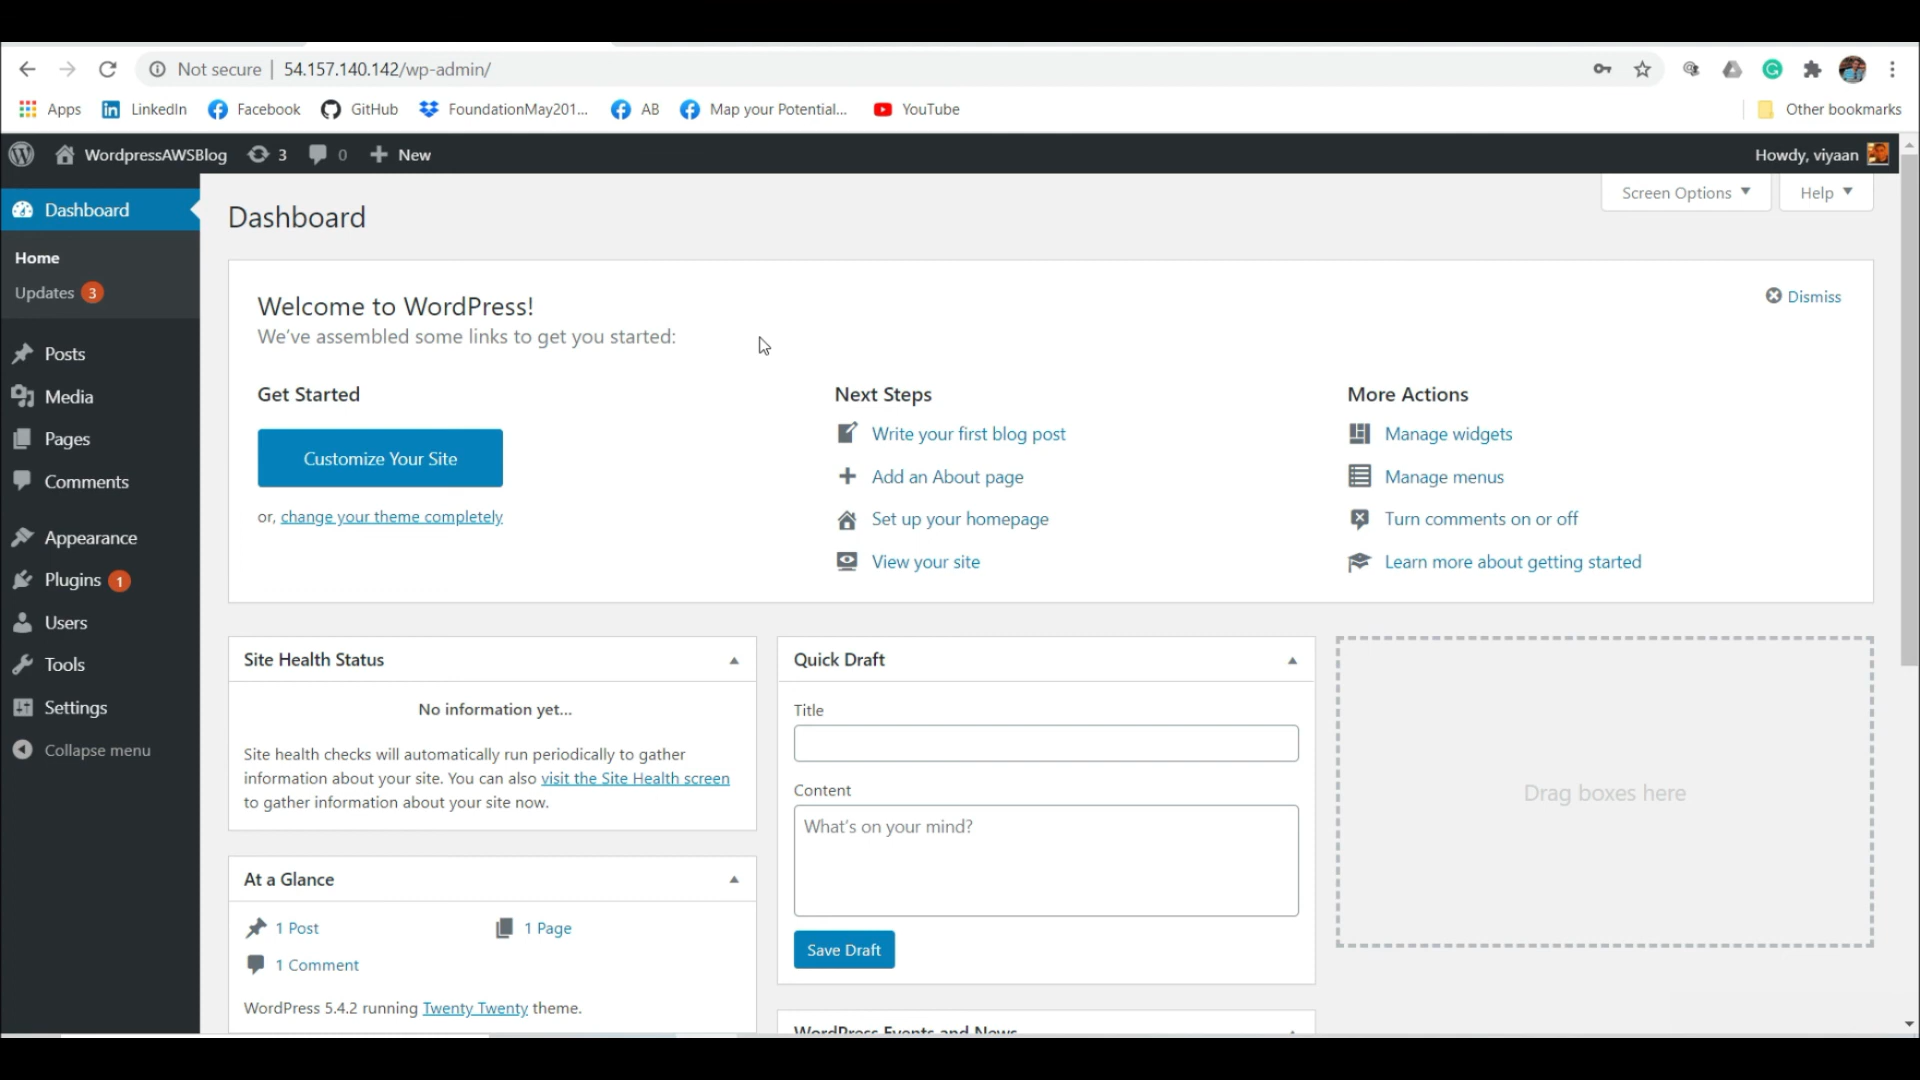 Not secure | 54.157.140.142/wp-admin/
Apps LinkedIn Facebook GitHub FoundationMay201... AB Map your Potential... YouTube Other bookmarks
WordpressAWSBlog 3 0 New Howdy, viyaan
Screen Options Help
Dashboard
Home
Updates 3
Posts
Media
Pages
Comments
Appearance
Plugins 1
Users
Tools
Settings
Collapse menu
Dashboard
Welcome to WordPress!
We've assembled some links to get you started:
Dismiss
Get Started
Customize Your Site
or, change your theme completely
Next Steps
Write your first blog post
Add an About page
Set up your homepage
View your site
More Actions
Manage widgets
Manage menus
Turn comments on or off
Learn more about getting started
Site Health Status
No information yet...
Site health checks will automatically run periodically to gather
information about your site. You can also visit the Site Health screen
to gather information about your site now.
At a Glance
1 Post 1 Page
1 Comment
WordPress 5.4.2 running Twenty Twenty theme.
Quick Draft
Title
Content
What's on your mind?
Save Draft
WordPress Events and News
Drag boxes here